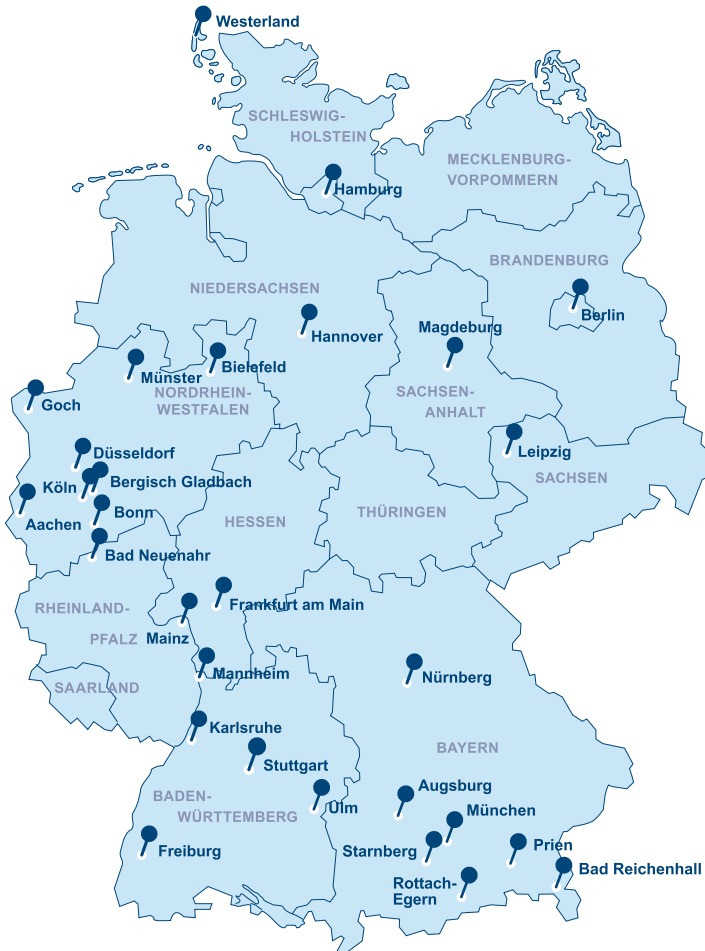 Westerland
SCHLESWIG-
HOLSTEIN
MECKLENBURG-
VORPOMMERN
Hamburg
BRANDENBURG
NIEDERSACHSEN
Berlin
Hannover
Magdeburg
Bielefeld
Münster
NORDRHEIN-
WESTFALEN
SACHSEN-
ANHALT
Goch
Düsseldorf
Leipzig
Köln
Bergisch Gladbach
SACHSEN
Aachen
Bonn
HESSEN
THÜRINGEN
Bad Neuenahr
RHEINLAND-
PFALZ
Frankfurt am Main
Mainz
Mannheim
Nürnberg
SAARLAND
Karlsruhe
BAYERN
Stuttgart
Augsburg
BADEN-
WÜRTTEMBERG
Ulm
München
Freiburg
Starnberg
Prien
Bad Reichenhall
Rottach-
Egern